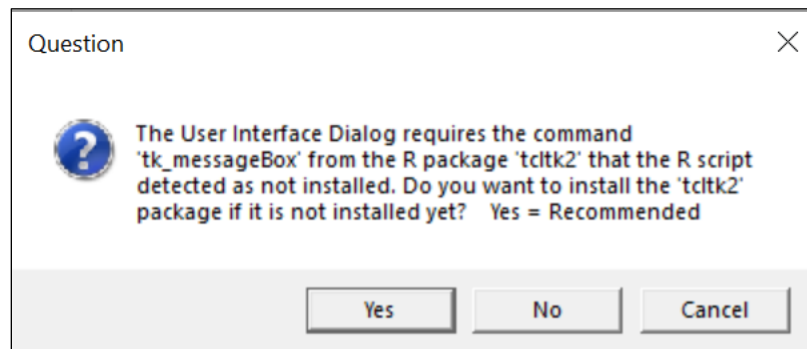 Question
The User Interface Dialog requires the command
'tk_messageBox' from the R package 'tcltk2' that the R script
detected as not installed. Do you want to install the 'tcltk2'
package if it is not installed yet?   Yes = Recommended
Yes
No
Cancel